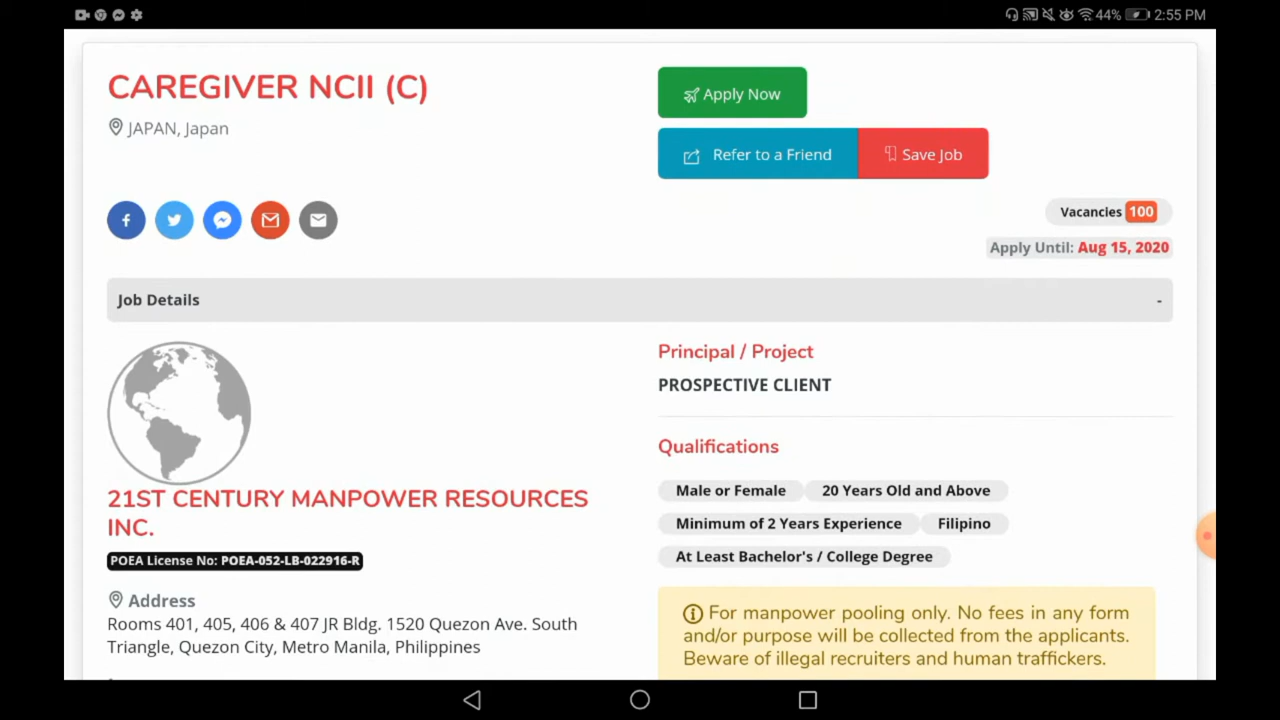 44% 2:55 PM
CAREGIVER NCII (C)
JAPAN, Japan
Apply Now
Refer to a Friend
Save Job
Vacancies 100
Apply Until: Aug 15, 2020
Job Details
-
21ST CENTURY MANPOWER RESOURCES
INC.
POEA License No: POEA-052-LB-022916-R
Address
Rooms 401, 405, 406 & 407 JR Bldg. 1520 Quezon Ave. South
Triangle, Quezon City, Metro Manila, Philippines
Principal / Project
PROSPECTIVE CLIENT
Qualifications
Male or Female
20 Years Old and Above
Minimum of 2 Years Experience
Filipino
At Least Bachelor's / College Degree
For manpower pooling only. No fees in any form
and/or purpose will be collected from the applicants.
Beware of illegal recruiters and human traffickers.